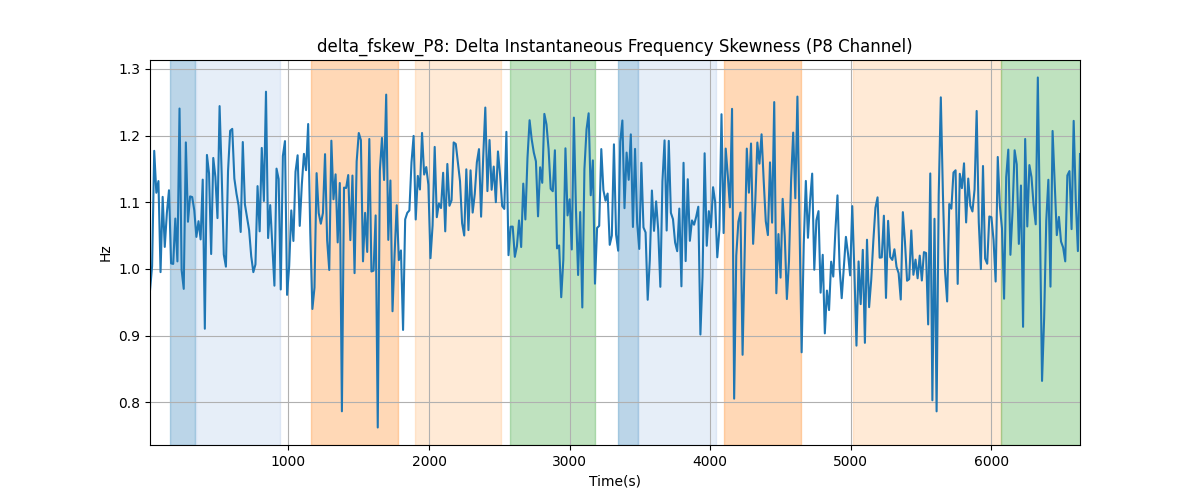 delta_fskew_P8: Delta Instantaneous Frequency Skewness (P8 Channel)
1.3
1.2
1.1
1.0
0.9
0.8
Hz
1000 2000 3000 4000 5000 6000
Time(s)